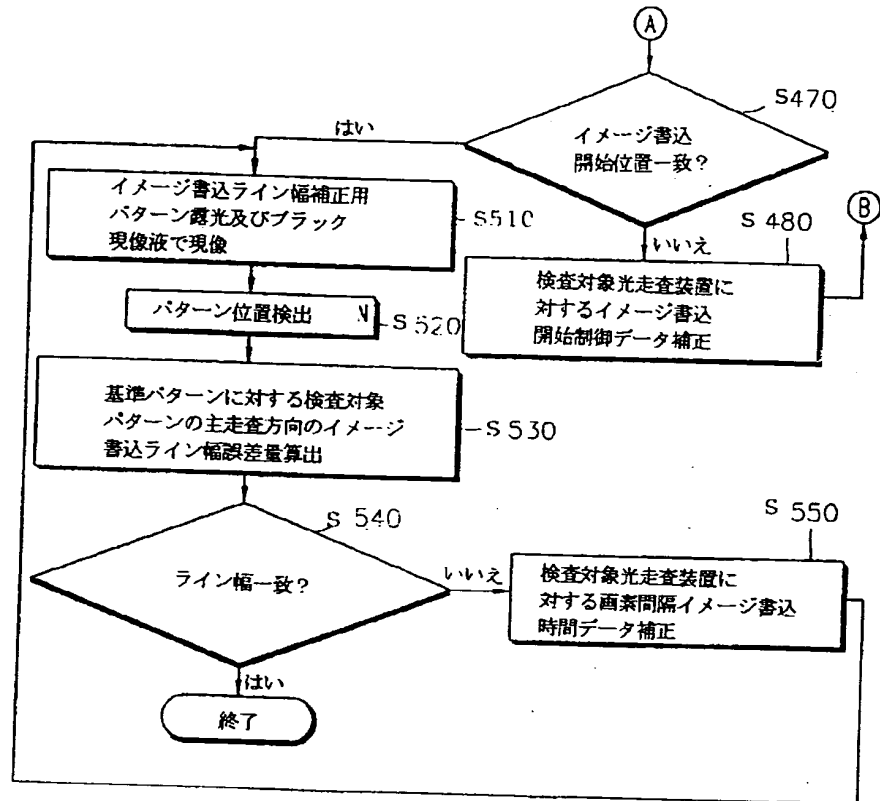 A
S470
イメージ書込
開始位置一致?
はい
いいえ
イメージ書込ライン幅補正用
パターン露光及びブラック
現像液で現像
S510
S 480
B
検査対象光走査装置に
対するイメージ書込
開始制御データ補正
パターン位置検出 N
S 520
基準パターンに対する検査対象
パターンの主走査方向のイメージ
書込ライン幅誤差量算出
S 530
S 540
ライン幅一致?
いいえ
S 550
検査対象光走査装置に
対する画素間隔イメージ書込
時間データ補正
はい
終了